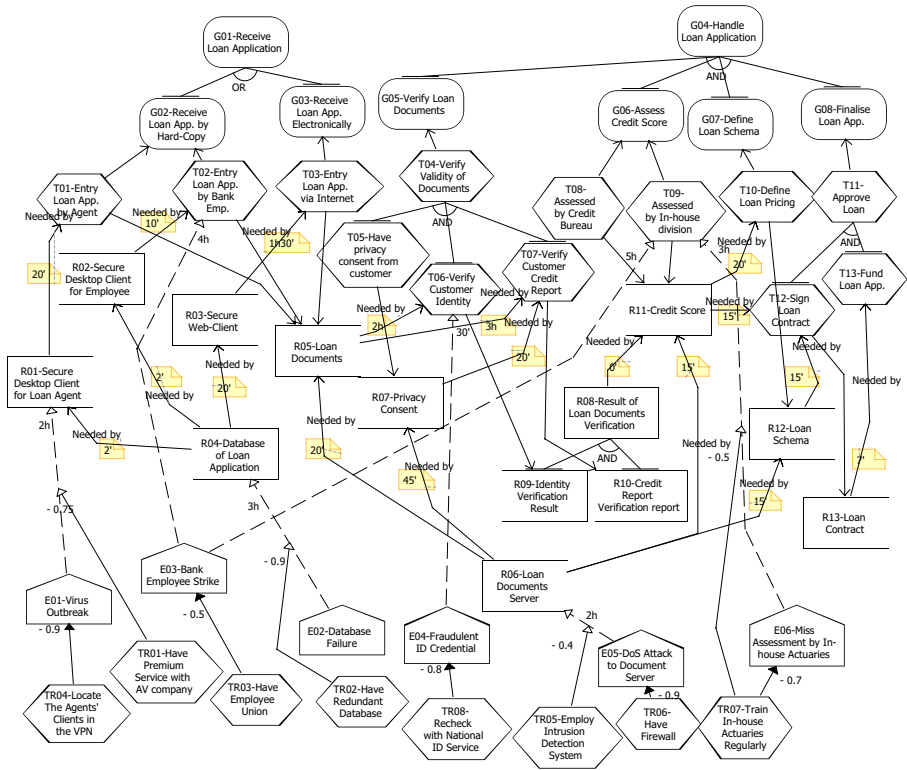 G01-Receive
Loan Application
G04-Handle
Loan Application
OR
AND
G02-Receive
Loan App. by
Hard-Copy
G03-Receive
Loan App.
Electronically
G05-Verify Loan
Documents
G06-Assess
Credit Score
G07-Define
Loan Schema
G08-Finalise
Loan App.
T01-Entry
Loan App.
by Agent
T02-Entry
Loan App.
by Bank
Emp.
T03-Entry
Loan App.
via Internet
T04-Verify
Validity of
Documents
T08-
Assessed
by Credit
Bureau
T09-
Assessed
by In-house
division
T10-Define
Loan Pricing
T11-
Approve
Loan
Needed by
Needed by
10'
4h
Needed by
1h30'
AND
T05-Have
privacy
consent from
customer
T06-Verify
Customer
Identity
T07-Verify
Customer
Credit
Report
5h
3h
Needed by
20'
AND
T12-Sign
Loan
Contract
T13-Fund
Loan App.
20'
R02-Secure
Desktop Client
for Employee
R03-Secure
Web-Client
R05-Loan
Documents
Needed by
2h
30'
Needed by
3h
Needed by
20'
R11-Credit Score
Needed by
15'
R01-Secure
Desktop Client
for Loan Agent
2'
Needed by
Needed by
20'
R07-Privacy
Consent
Needed by
0'
15'
Needed by
15'
Needed by
R08-Result of
Loan Documents
Verification
R12-Loan
Schema
2h
Needed by
2'
R04-Database
of Loan
Application
Needed by
20'
Needed by
45'
AND
R09-Identity
Verification
Result
R10-Credit
Report
Verification report
Needed by
- 0.5
Needed by
15'
7'
R13-Loan
Contract
- 0.75
3h
- 0.9
E01-Virus
Outbreak
- 0.9
E03-Bank
Employee Strike
- 0.5
E02-Database
Failure
E04-Fraudulent
ID Credential
- 0.8
R06-Loan
Documents
Server
2h
- 0.4
E05-DoS Attack
to Document
Server
- 0.9
E06-Miss
Assessment by In-
house Actuaries
- 0.7
TR04-Locate
The Agents'
Clients in
the VPN
TR01-Have
Premium
Service with
AV company
TR03-Have
Employee
Union
TR02-Have
Redundant
Database
TR08-
Recheck
with National
ID Service
TR05-Employ
Intrusion
Detection
System
TR06-
Have
Firewall
TR07-Train
In-house
Actuaries
Regularly